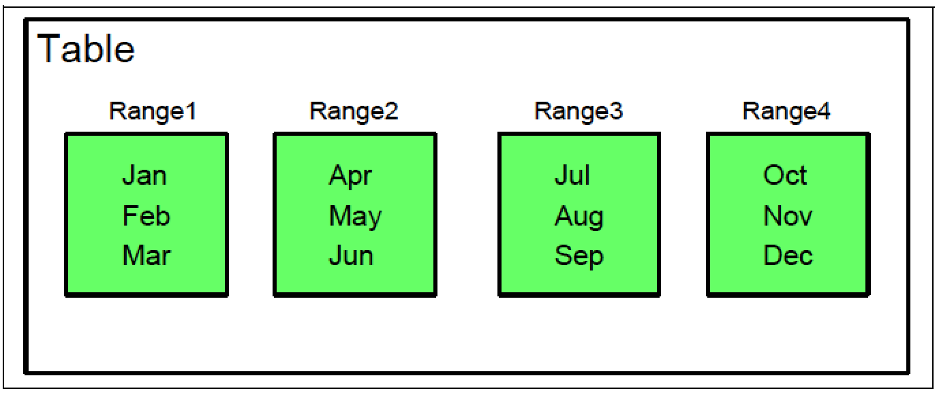 Table
Range1 Range2 Range3 Range4
Jan Apr Jul Oct
Feb May Aug Nov
Mar Jun Sep Dec